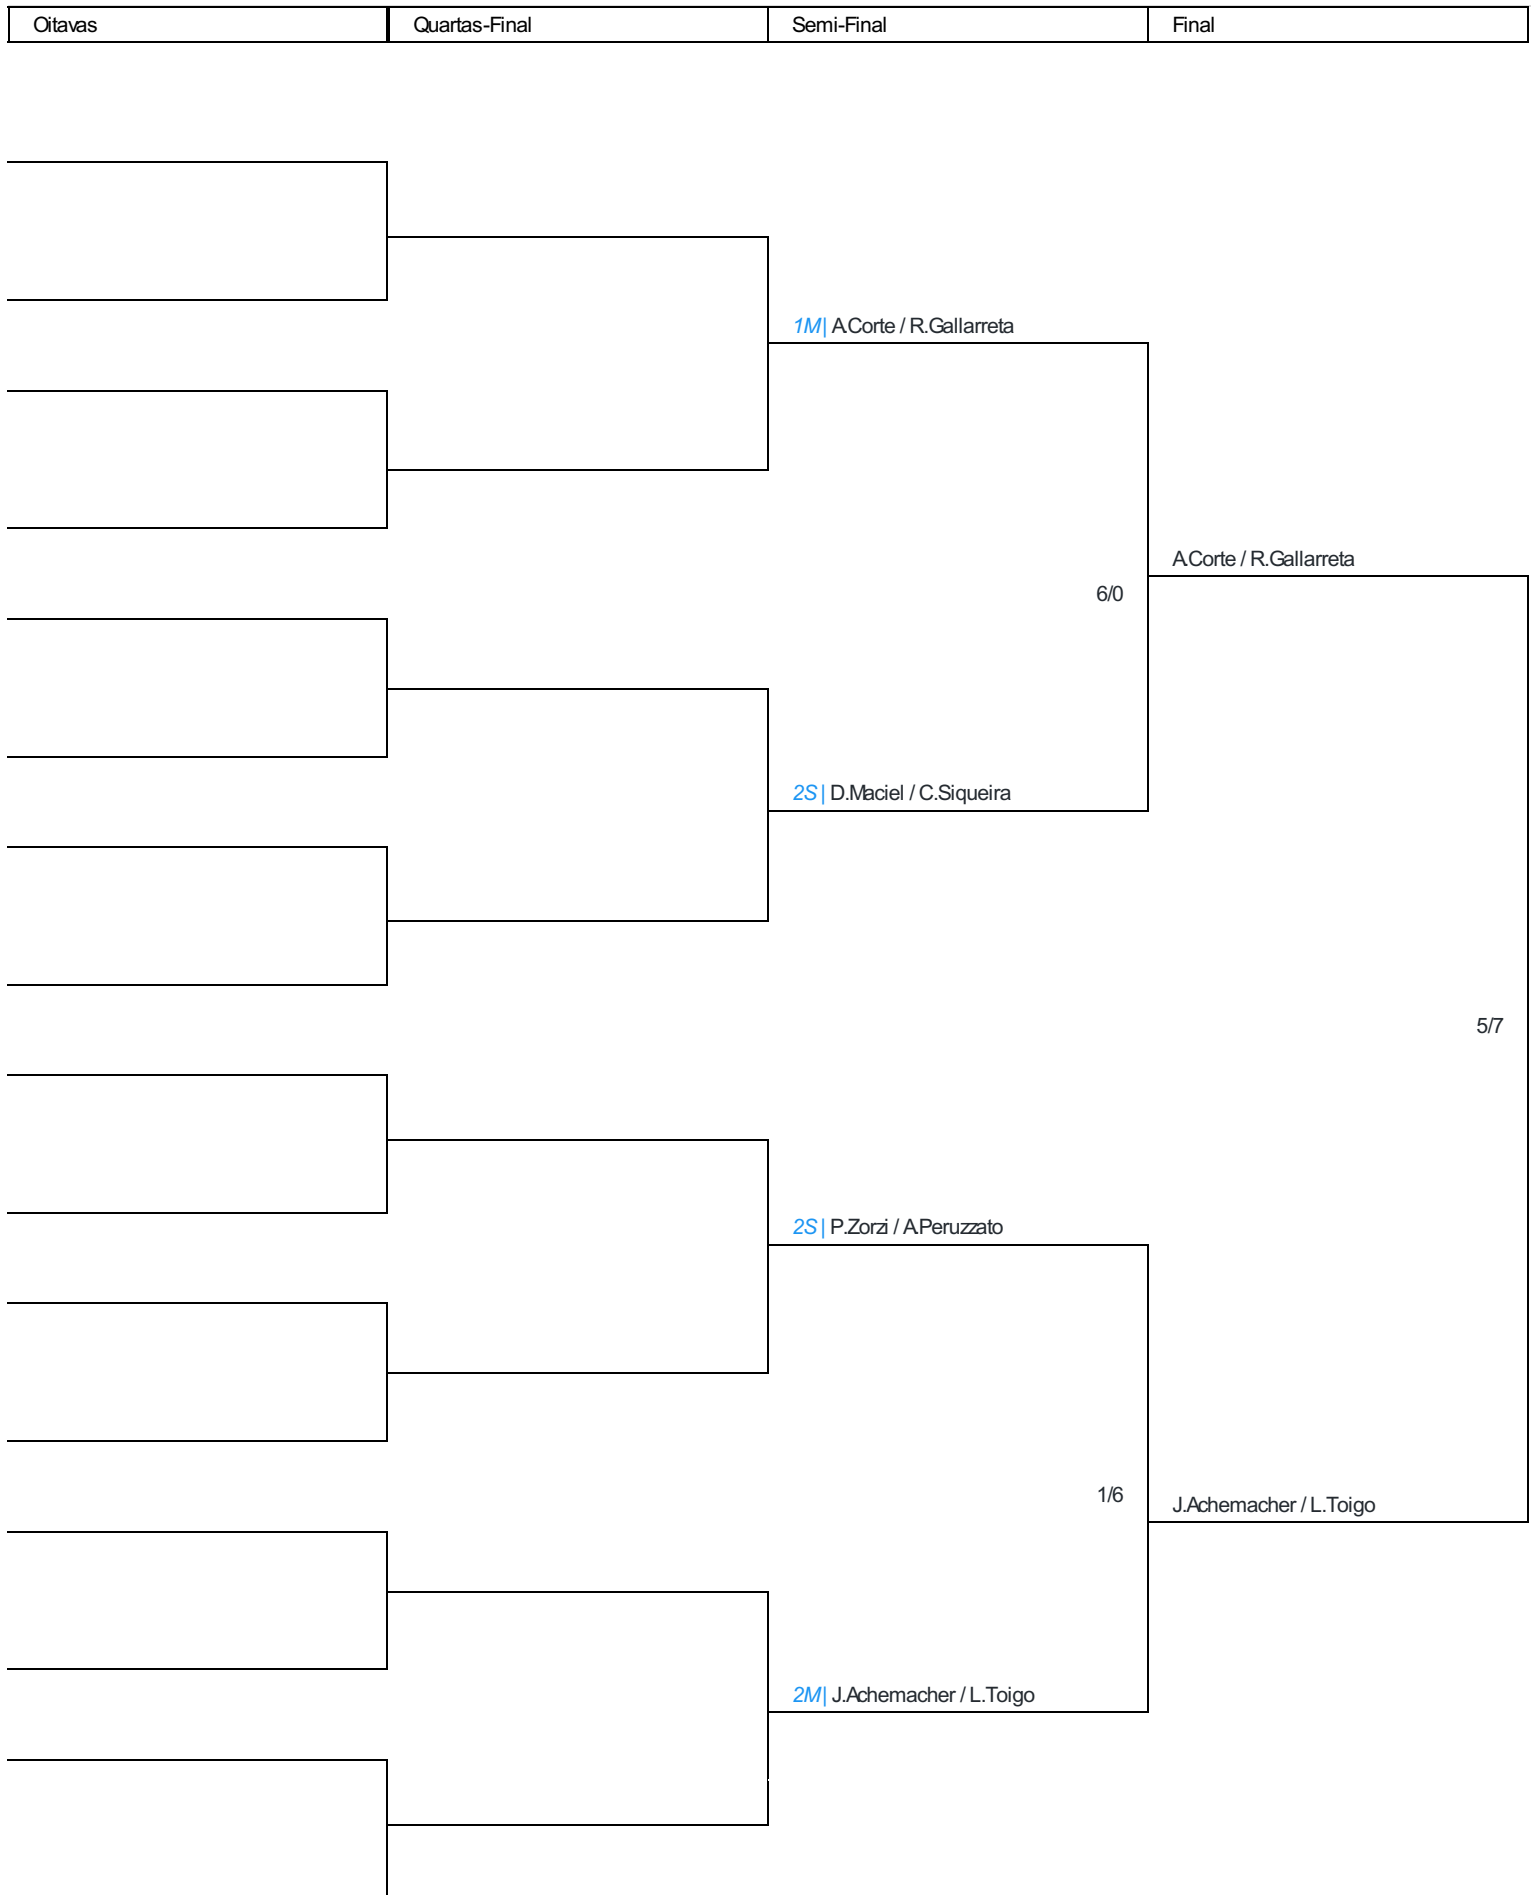 Oitavas Quartas-Final Semi-Final Final
1M| A.Corte / R.Gallarreta
A.Corte / R.Gallarreta
6/0
2S| D.Maciel / C.Siqueira
5/7
2S| P.Zorzi / A.Peruzzato
1/6
J.Achemacher / L.Toigo
2M| J.Achemacher / L.Toigo